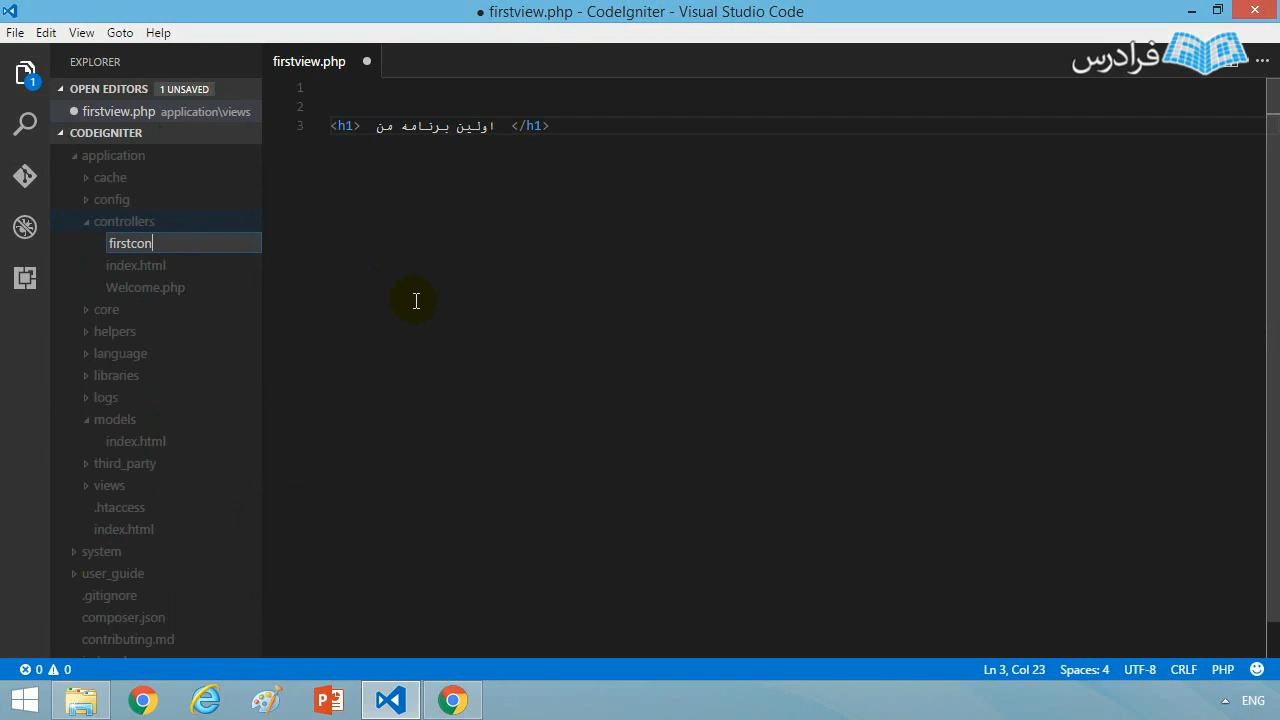 ● firstview.php - CodeIgniter - Visual Studio Code
File Edit View Goto Help
فرادرس
EXPLORER
firstview.php
OPEN EDITORS 1 UNSAVED
firstview.php application\views
CODEIGNITER
application
cache
config
controllers
firstcon
index.html
Welcome.php
core
helpers
language
libraries
logs
models
index.html
third_party
views
.htaccess
index.html
system
user_guide
.gitignore
composer.json
contributing.md
1
1
2
3 <h1> اولین برنامه من </h1>
0 0
Ln 3, Col 23 Spaces: 4 UTF-8 CRLF PHP
ENG